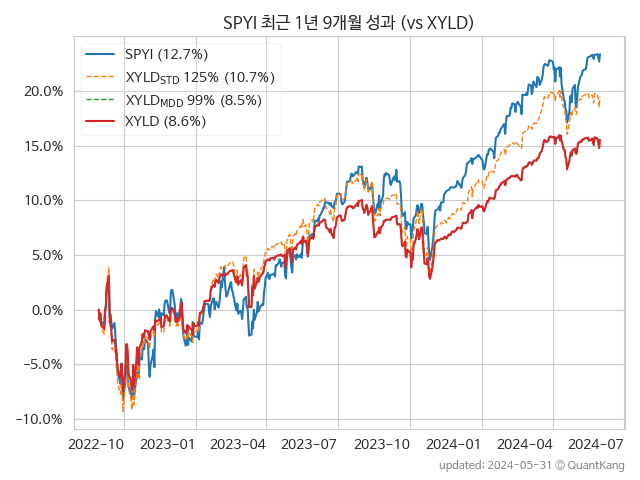 SPYI 최근 1년 9개월 성과 (vs XYLD)
SPYI (12.7%)
XYLD_STD 125% (10.7%)
XYLD_MDD 99% (8.5%)
XYLD (8.6%)
20.0%
15.0%
10.0%
5.0%
0.0%
−5.0%
−10.0%
2022−10 2023−01 2023−04 2023−07 2023−10 2024−01 2024−04 2024−07
updated: 2024-05-31 ⓒ QuantKang